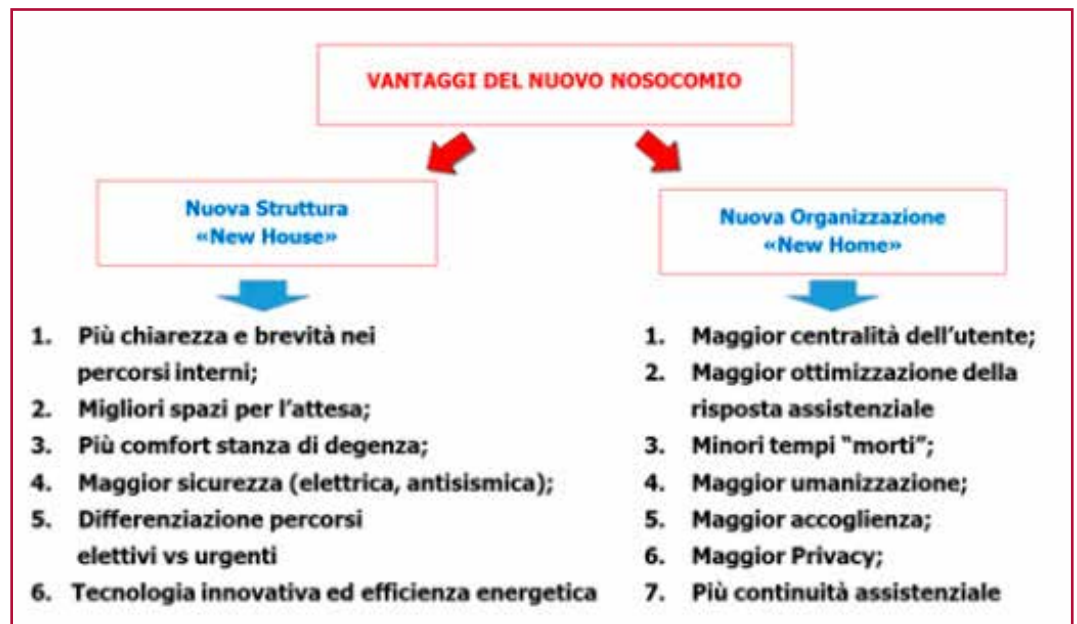 VANTAGGI DEL NUOVO NOSOCOMIO
Nuova Struttura
«New House»
1. Più chiarezza e brevità nei
percorsi interni;
2. Migliori spazi per l'attesa;
3. Più comfort stanza di degenza;
4. Maggior sicurezza (elettrica, antisismica);
5. Differenziazione percorsi
elettivi vs urgenti
6. Tecnologia innovativa ed efficienza energetica
Nuova Organizzazione
«New Home»
1. Maggior centralità dell'utente;
2. Maggior ottimizzazione della
risposta assistenziale
3. Minori tempi "morti";
4. Maggior umanizzazione;
5. Maggior accoglienza;
6. Maggior Privacy;
7. Più continuità assistenziale